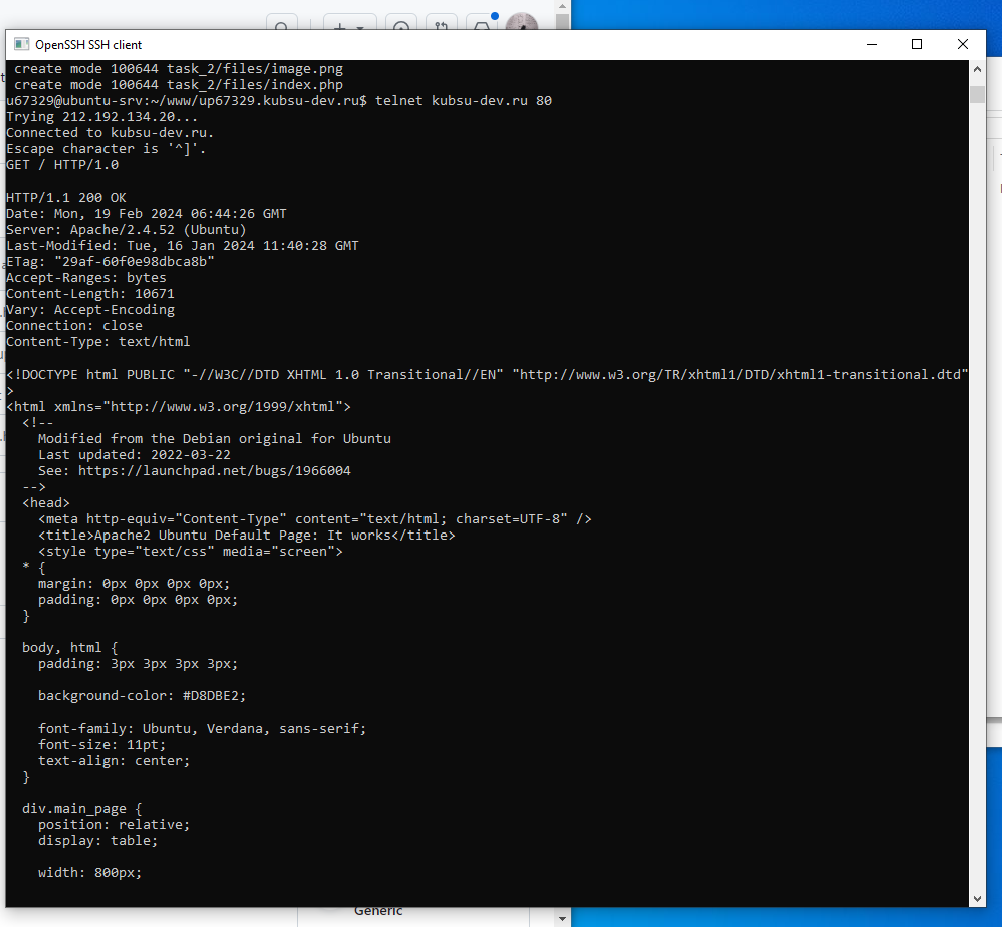 OpenSSH SSH client
 create mode 100644 task_2/files/image.png
 create mode 100644 task_2/files/index.php
u67329@ubuntu-srv:~/www/up67329.kubsu-dev.ru$ telnet kubsu-dev.ru 80
Trying 212.192.134.20...
Connected to kubsu-dev.ru.
Escape character is '^]'.
GET / HTTP/1.0

HTTP/1.1 200 OK
Date: Mon, 19 Feb 2024 06:44:26 GMT
Server: Apache/2.4.52 (Ubuntu)
Last-Modified: Tue, 16 Jan 2024 11:40:28 GMT
ETag: "29af-60f0e98dbca8b"
Accept-Ranges: bytes
Content-Length: 10671
Vary: Accept-Encoding
Connection: close
Content-Type: text/html

<!DOCTYPE html PUBLIC "-//W3C//DTD XHTML 1.0 Transitional//EN" "http://www.w3.org/TR/xhtml1/DTD/xhtml1-transitional.dtd"
>
<html xmlns="http://www.w3.org/1999/xhtml">
  <!--
    Modified from the Debian original for Ubuntu
    Last updated: 2022-03-22
    See: https://launchpad.net/bugs/1966004
  -->
  <head>
    <meta http-equiv="Content-Type" content="text/html; charset=UTF-8" />
    <title>Apache2 Ubuntu Default Page: It works</title>
    <style type="text/css" media="screen">
  * {
    margin: 0px 0px 0px 0px;
    padding: 0px 0px 0px 0px;
  }

  body, html {
    padding: 3px 3px 3px 3px;

    background-color: #D8DBE2;

    font-family: Ubuntu, Verdana, sans-serif;
    font-size: 11pt;
    text-align: center;
  }

  div.main_page {
    position: relative;
    display: table;

    width: 800px;
Generic